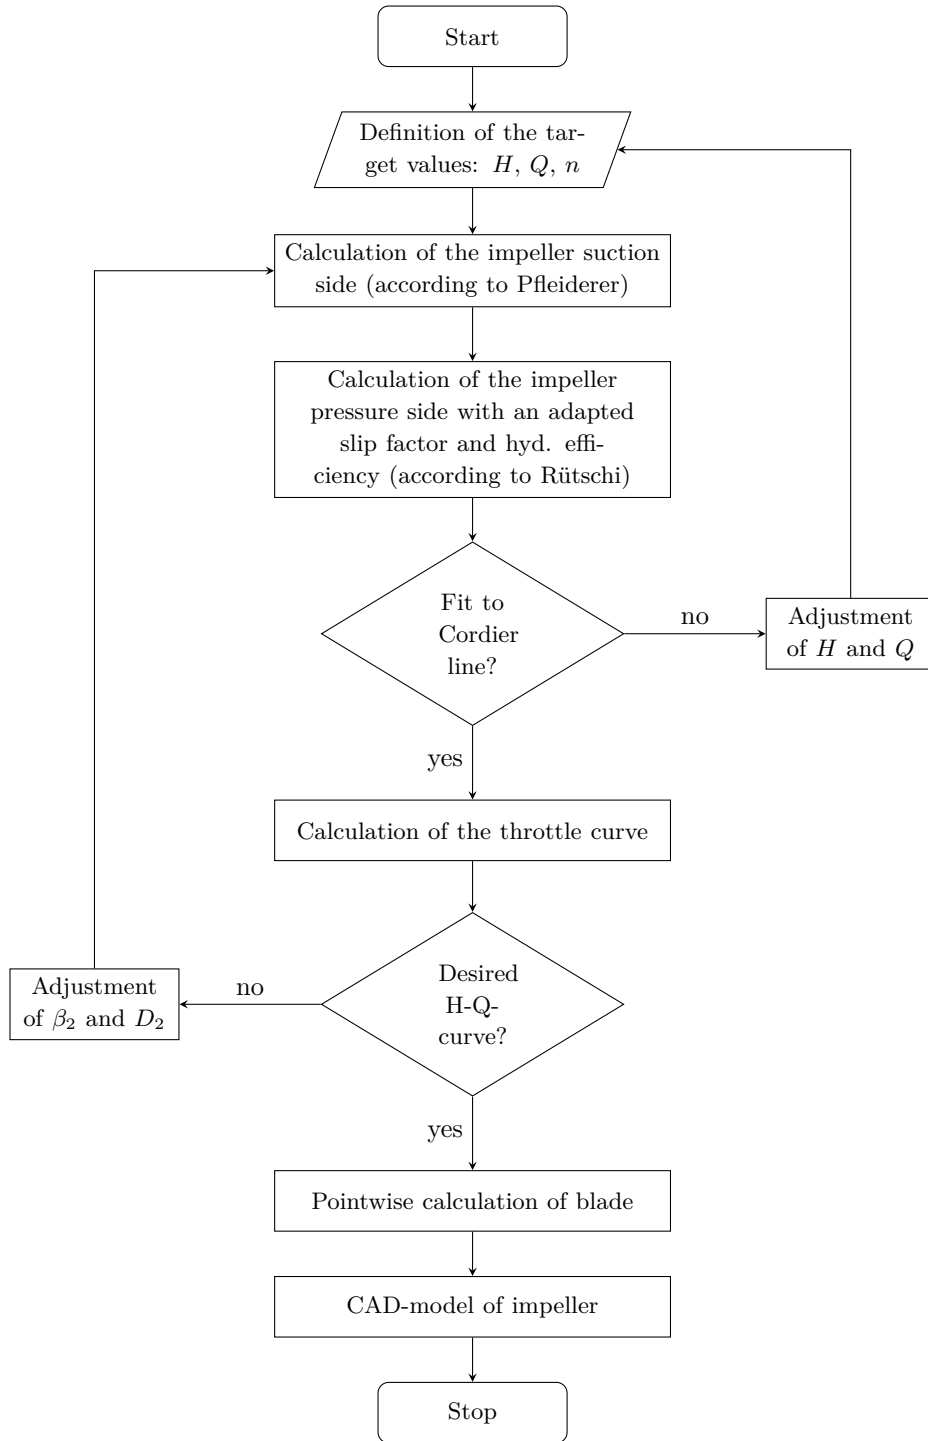 Start
Definition of the tar-
get values: H, Q, n
Calculation of the impeller suction
side (according to Pfleiderer)
Calculation of the impeller
pressure side with an adapted
slip factor and hyd. effi-
ciency (according to Rütschi)
Fit to
Cordier
line?
no
Adjustment
of H and Q
yes
Calculation of the throttle curve
Desired
H-Q-
curve?
no
Adjustment
of β₂ and D₂
yes
Pointwise calculation of blade
CAD-model of impeller
Stop